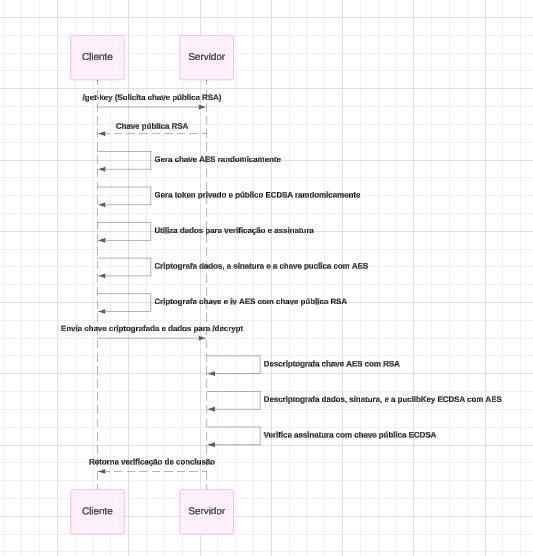 Cliente
Servidor
/get-key (Solicita chave pública RSA)
Chave pública RSA
Gera chave AES randomicamente
Gera token privado e público ECDSA ramdomicamente
Utiliza dados para verificação e assinatura
Criptografa dados, a sinatura e a chave puclica com AES
Criptografa chave e iv AES com chave pública RSA
Envia chave criptografada e dados para /decrypt
Descriptografa chave AES com RSA
Descriptografa dados, sinatura, e a puclibKey ECDSA com AES
Verifica assinatura com chave pública ECDSA
Retorna verificação de conclusão
Cliente
Servidor